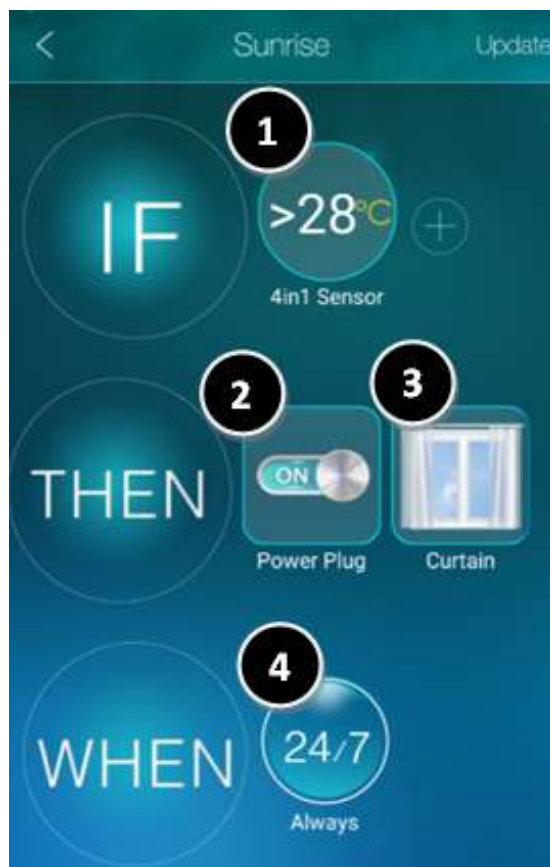 Sunrise
Update
1
IF
>28°C
4in1 Sensor
2
3
THEN
ON
Power Plug
Curtain
4
WHEN
24/7
Always